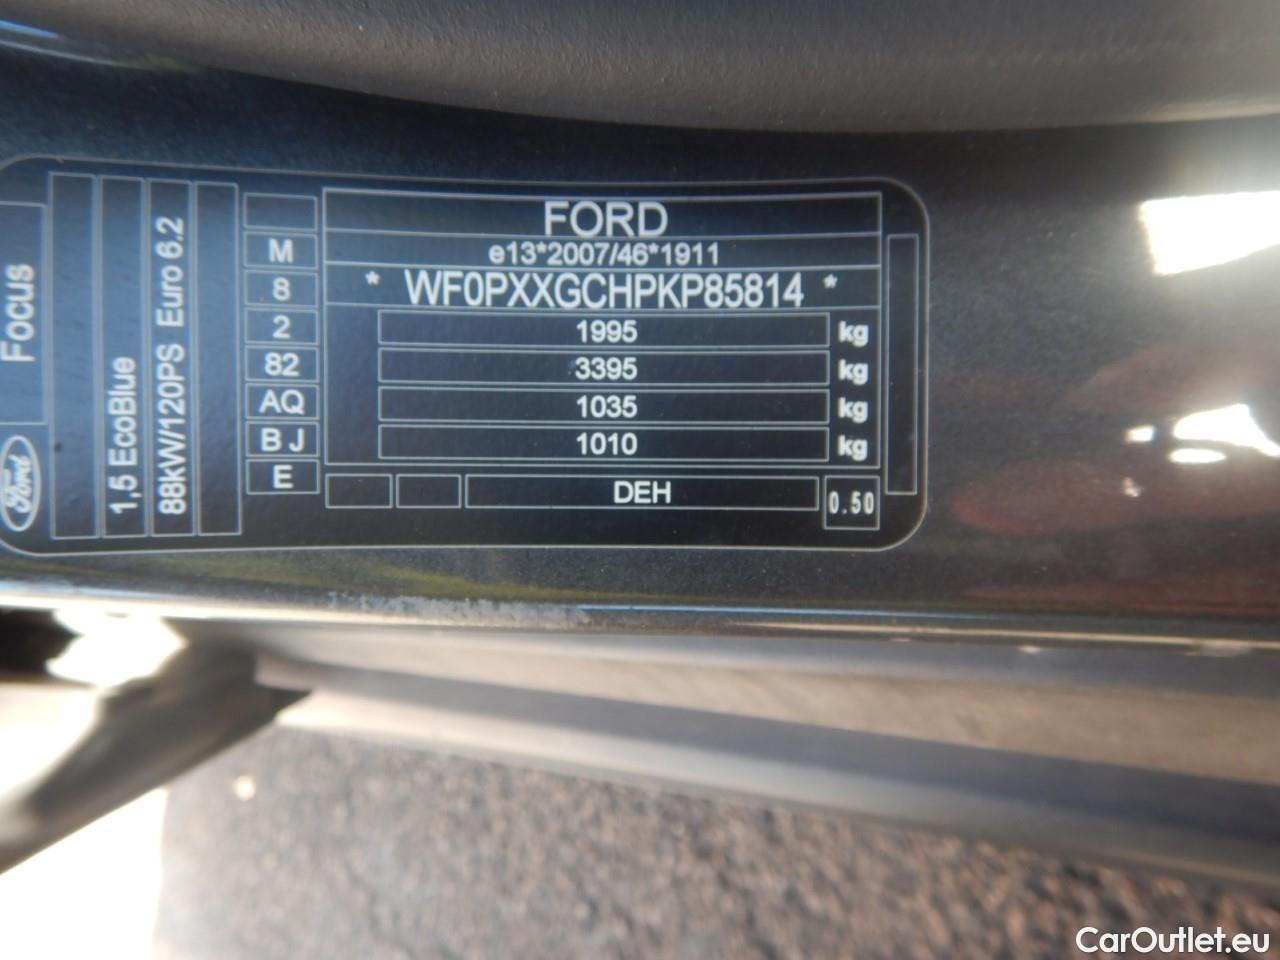 Focus
Ford
1,5 EcoBlue
88kW/120PS Euro 6.2
M
8
2
82
AQ
B J
E
FORD
e13*2007/46*1911
* WF0PXXGCHPKP85814 *
1995 kg
3395 kg
1035 kg
1010 kg
DEH
0.50
CarOutlet.eu